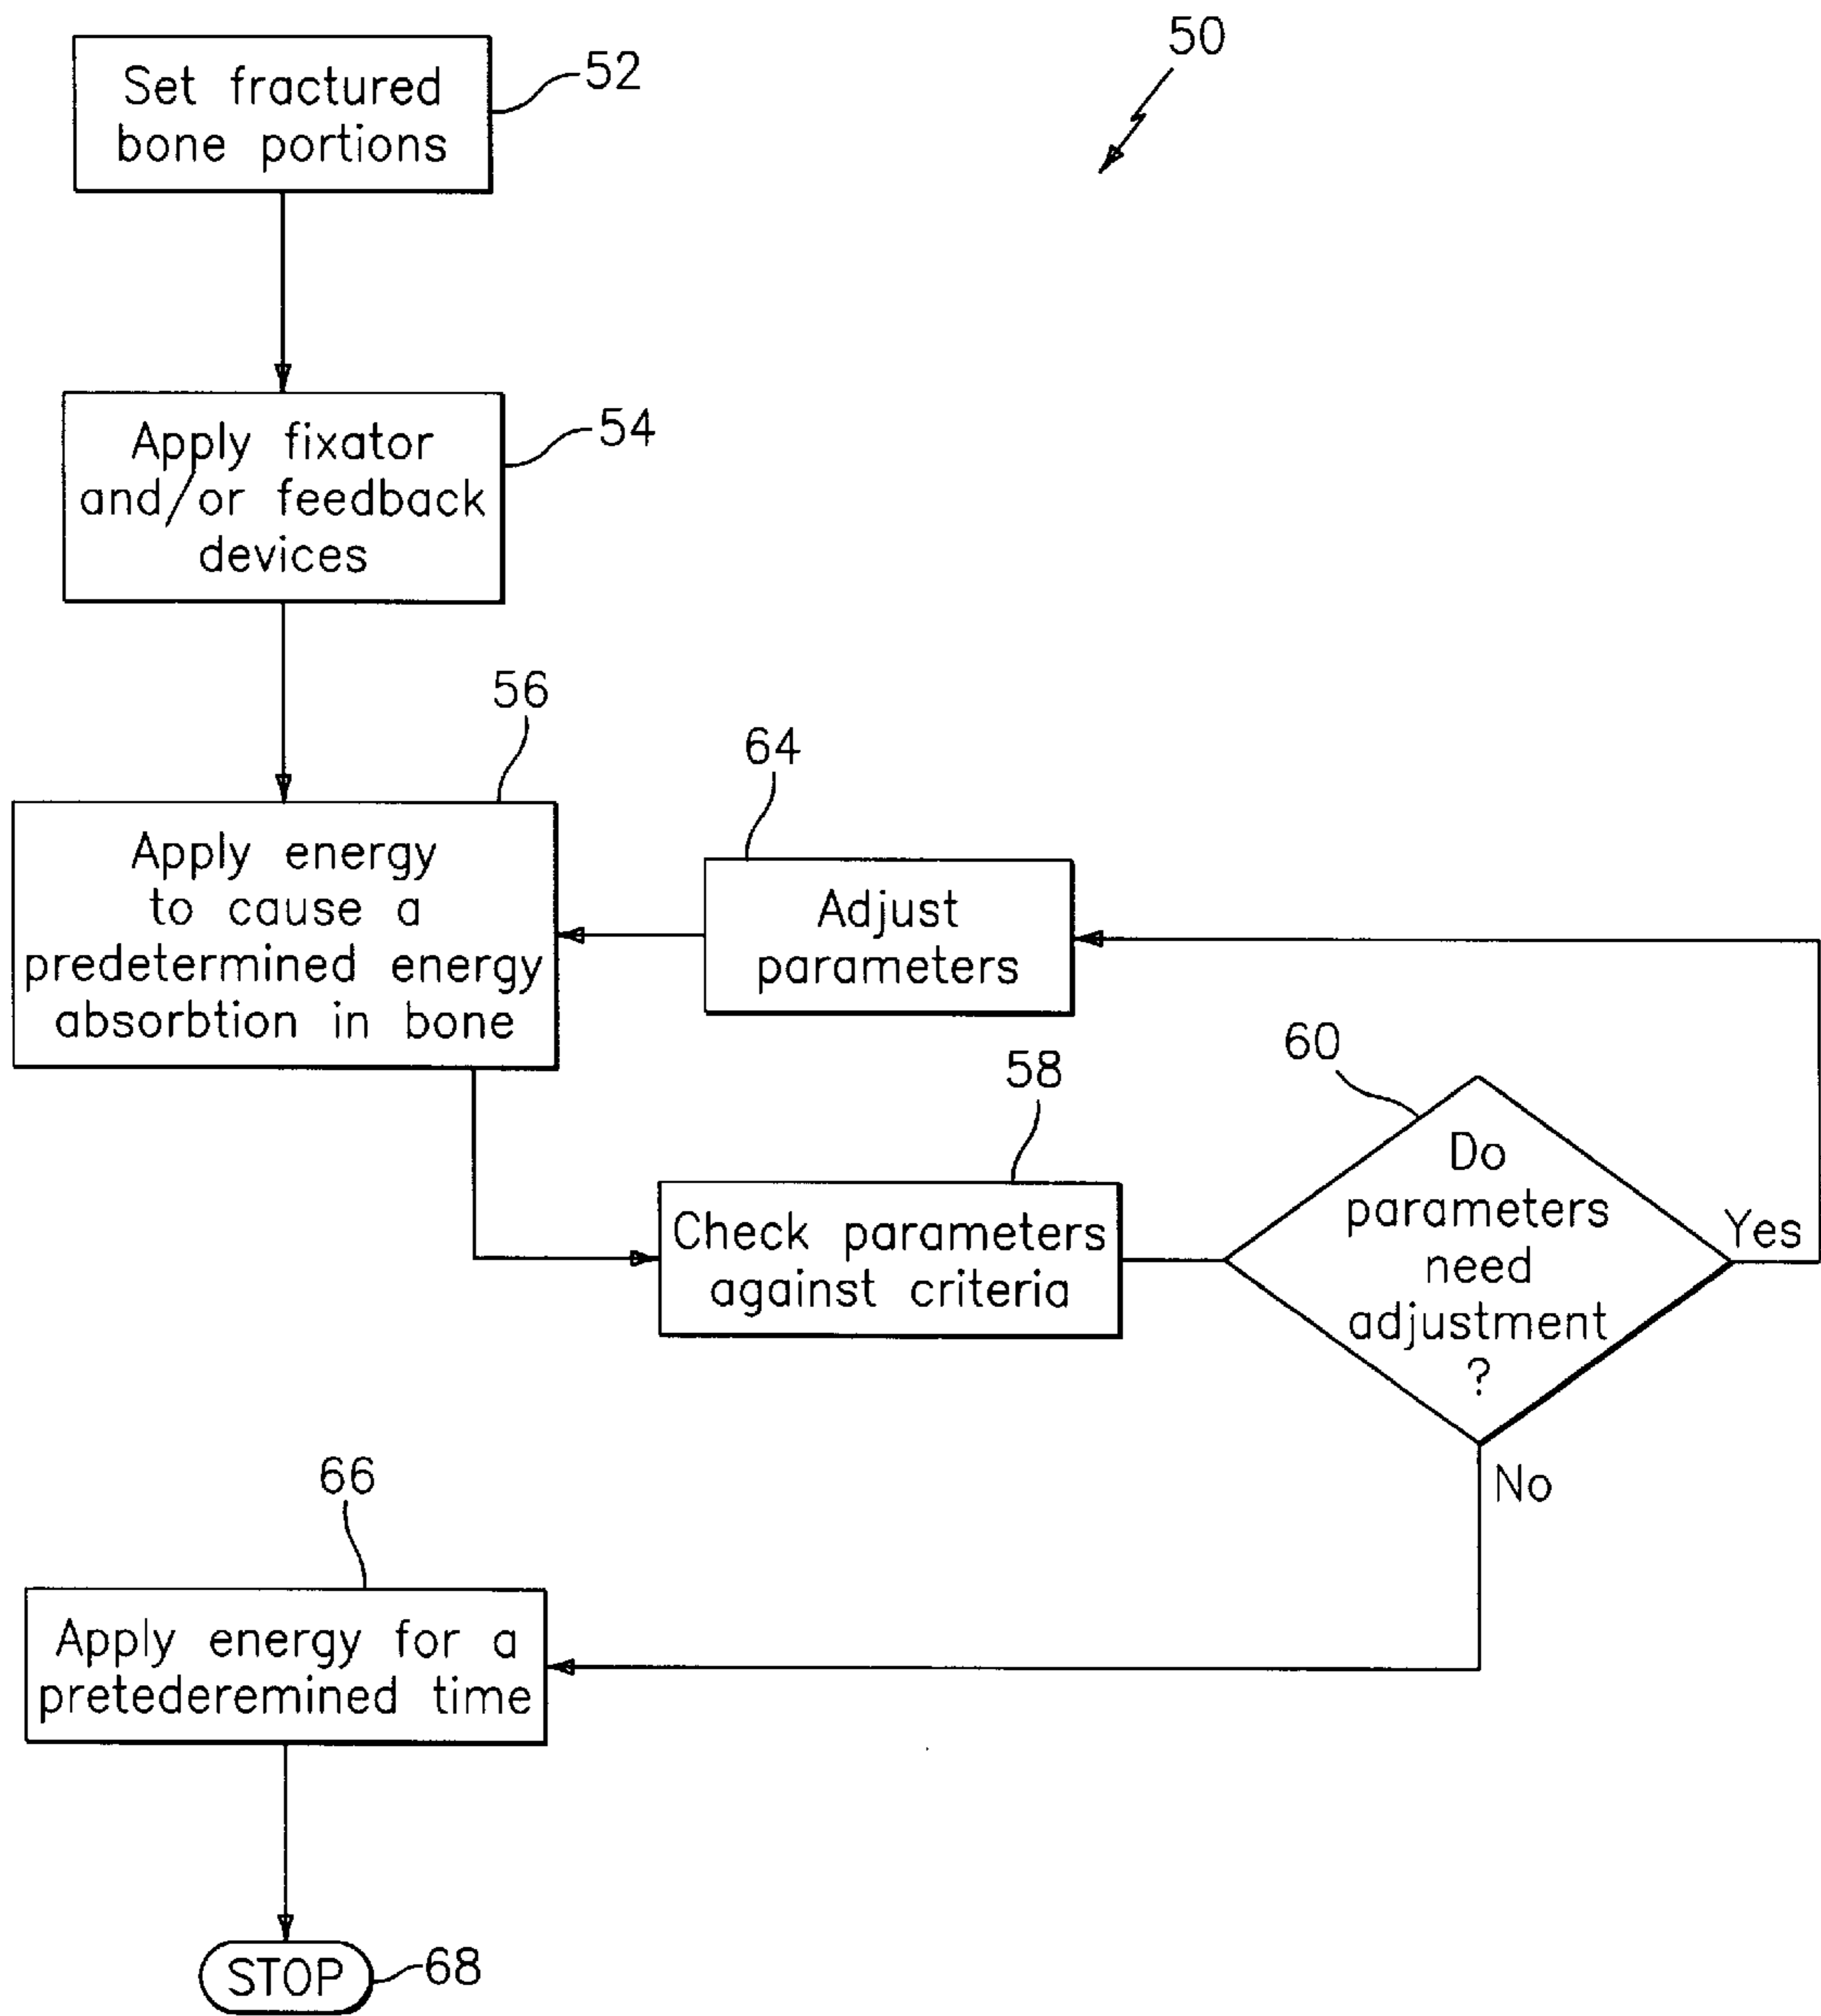 50
Set fractured
bone portions
52
Apply fixator
and/or feedback
devices
54
56
Apply energy
to cause a
predetermined energy
absorbtion in bone
64
Adjust
parameters
58
Check parameters
against criteria
60
Do
parameters
need
adjustment
?
Yes
No
66
Apply energy for a
pretederemined time
STOP
68